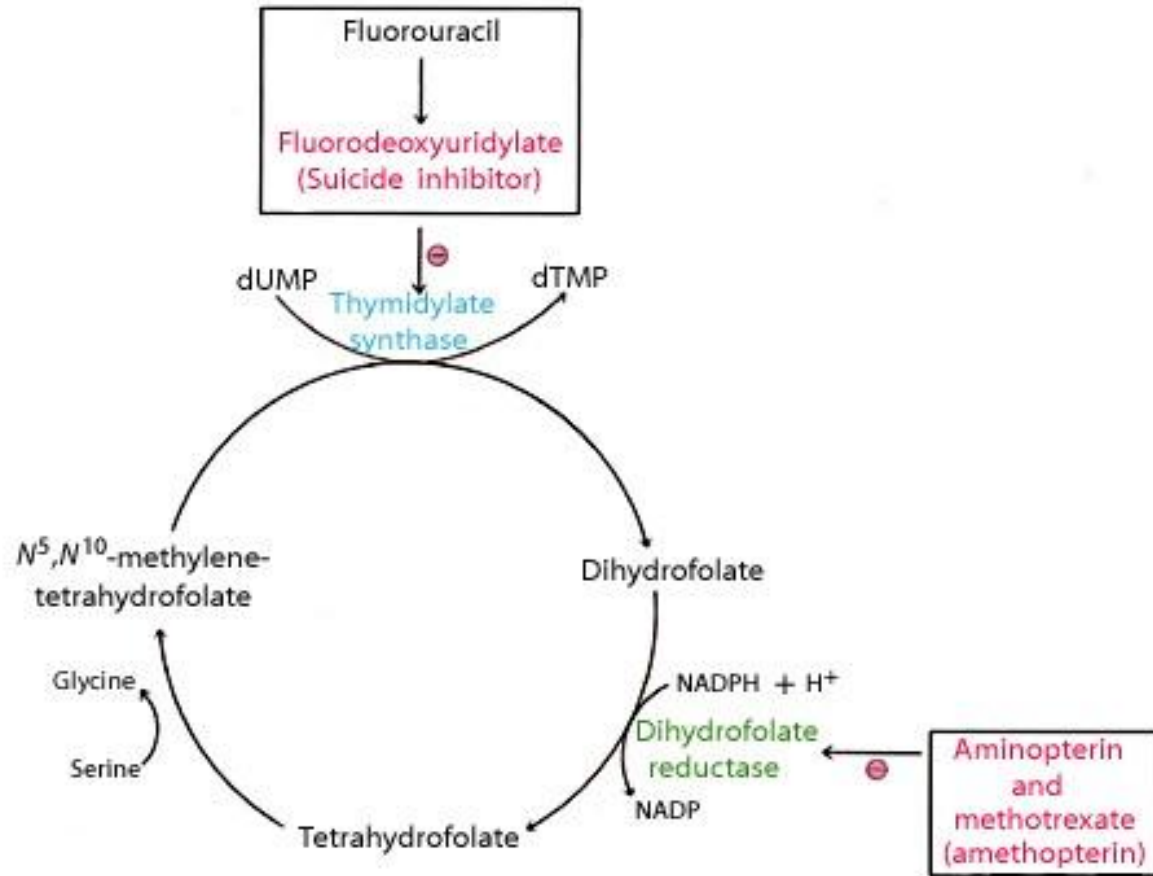 Fluorouracil
Fluorodeoxyuridylate
(Suicide inhibitor)
⊖
dUMP
dTMP
Thymidylate
synthase
N⁵,N¹⁰-methylene-
tetrahydrofolate
Dihydrofolate
Glycine
NADPH + H⁺
Serine
Dihydrofolate
reductase
⊖
NADP
Aminopterin
and
methotrexate
(amethopterin)
Tetrahydrofolate